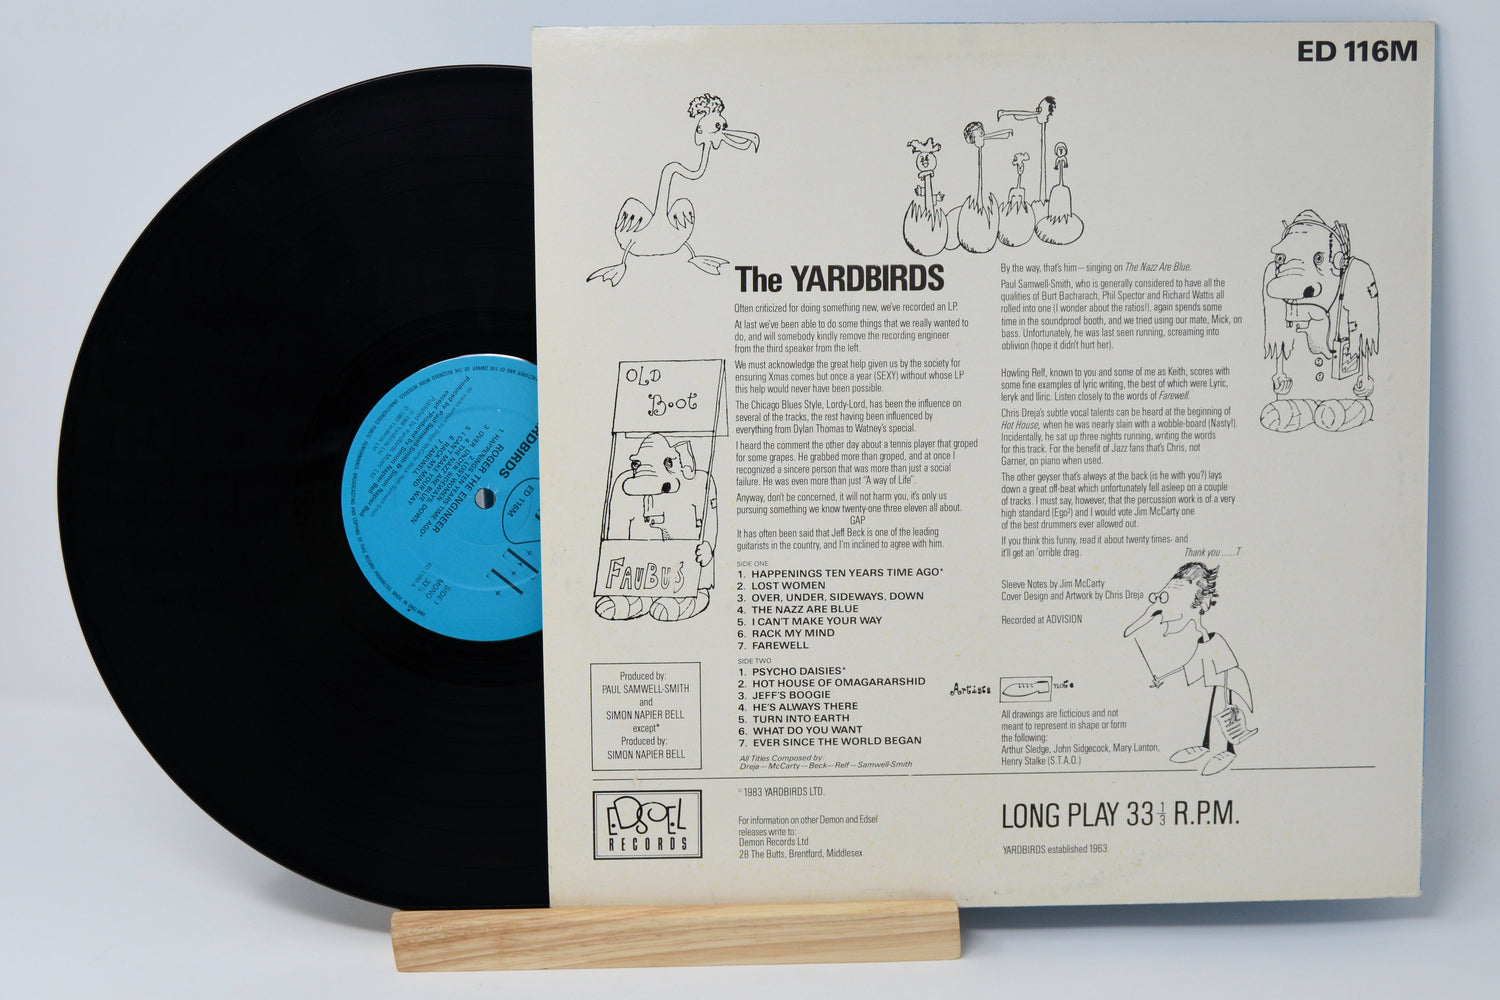 ED 116M
The YARDBIRDS
Often criticized for doing something new, we've recorded an LP.
At last we've been able to do some things that we really wanted to
do, and will somebody kindly remove the recording engineer
from the third speaker from the left.
We must acknowledge the great help given us by the society for
ensuring Xmas comes but once a year (SEXY) without whose LP
this help would never have been possible.
The Chicago Blues Style, Lordy-Lord, has been the influence on
several of the tracks, the rest having been influenced by
everything from Dylan Thomas to Watney's special.
I heard the comment the other day about a tennis player that groped
for some grapes. He grabbed more than groped, and at once I
recognized a sincere person that was more than just a social
failure. He was even more than just "A way of Life".
Anyway, don't be concerned, it will not harm you, it's only us
pursuing something we know twenty-one three eleven all about.
GAP
It has often been said that Jeff Beck is one of the leading
guitarists in the country, and I'm inclined to agree with him.
SIDE ONE
1. HAPPENINGS TEN YEARS TIME AGO*
2. LOST WOMEN
3. OVER, UNDER, SIDEWAYS, DOWN
4. THE NAZZ ARE BLUE
5. I CAN'T MAKE YOUR WAY
6. RACK MY MIND
7. FAREWELL
SIDE TWO
1. PSYCHO DAISIES*
2. HOT HOUSE OF OMAGARARSHID
3. JEFF'S BOOGIE
4. HE'S ALWAYS THERE
5. TURN INTO EARTH
6. WHAT DO YOU WANT
7. EVER SINCE THE WORLD BEGAN
All Titles Composed by:
Dreja—McCarty—Beck—Relf—Samwell-Smith
By the way, that's him—singing on The Nazz Are Blue.
Paul Samwell-Smith, who is generally considered to have all the
qualities of Burt Bacharach, Phil Spector and Richard Wattis all
rolled into one (I wonder about the ratios!), again spends some
time in the soundproof booth, and we tried using our mate, Mick, on
bass. Unfortunately, he was last seen running, screaming into
oblivion (hope it didn't hurt her).
Howling Relf, known to you and some of me as Keith, scores with
some fine examples of lyric writing, the best of which were Lyric,
leryk and Iliric. Listen closely to the words of Farewell.
Chris Dreja's subtle vocal talents can be heard at the beginning of
Hot House, when he was nearly slain with a wobble-board (Nasty!).
Incidentally, he sat up three nights running, writing the words
for this track. For the benefit of Jazz fans that's Chris, not
Garner, on piano when used.
The other geyser that's always at the back (is he with you?) lays
down a great off-beat which unfortunately fell asleep on a couple
of tracks. I must say, however, that the percussion work is of a very
high standard (Ego²) and I would vote Jim McCarty one
of the best drummers ever allowed out.
If you think this funny, read it about twenty times- and
it'll get an 'orrible drag.
Thank you .....T
Sleeve Notes by Jim McCarty
Cover Design and Artwork by Chris Dreja
Recorded at ADVISION
Artists note
All drawings are ficticious and not
meant to represent in shape or form
the following:
Arthur Sledge, John Sidgecock, Mary Lanton,
Henry Stalke (S.T.A.O.)
OLD
Boot
FAUBUS
Produced by:
PAUL SAMWELL-SMITH
and
SIMON NAPIER BELL
except*
Produced by:
SIMON NAPIER BELL
EDSEL
RECORDS
©1983 YARDBIRDS LTD.
For information on other Demon and Edsel
releases write to:
Demon Records Ltd
28 The Butts, Brentford, Middlesex
LONG PLAY 33 1/3 R.P.M.
YARDBIRDS established 1963
ROGER THE ENGINEER
ED 116M
SIDE 1
MONO
33⅓